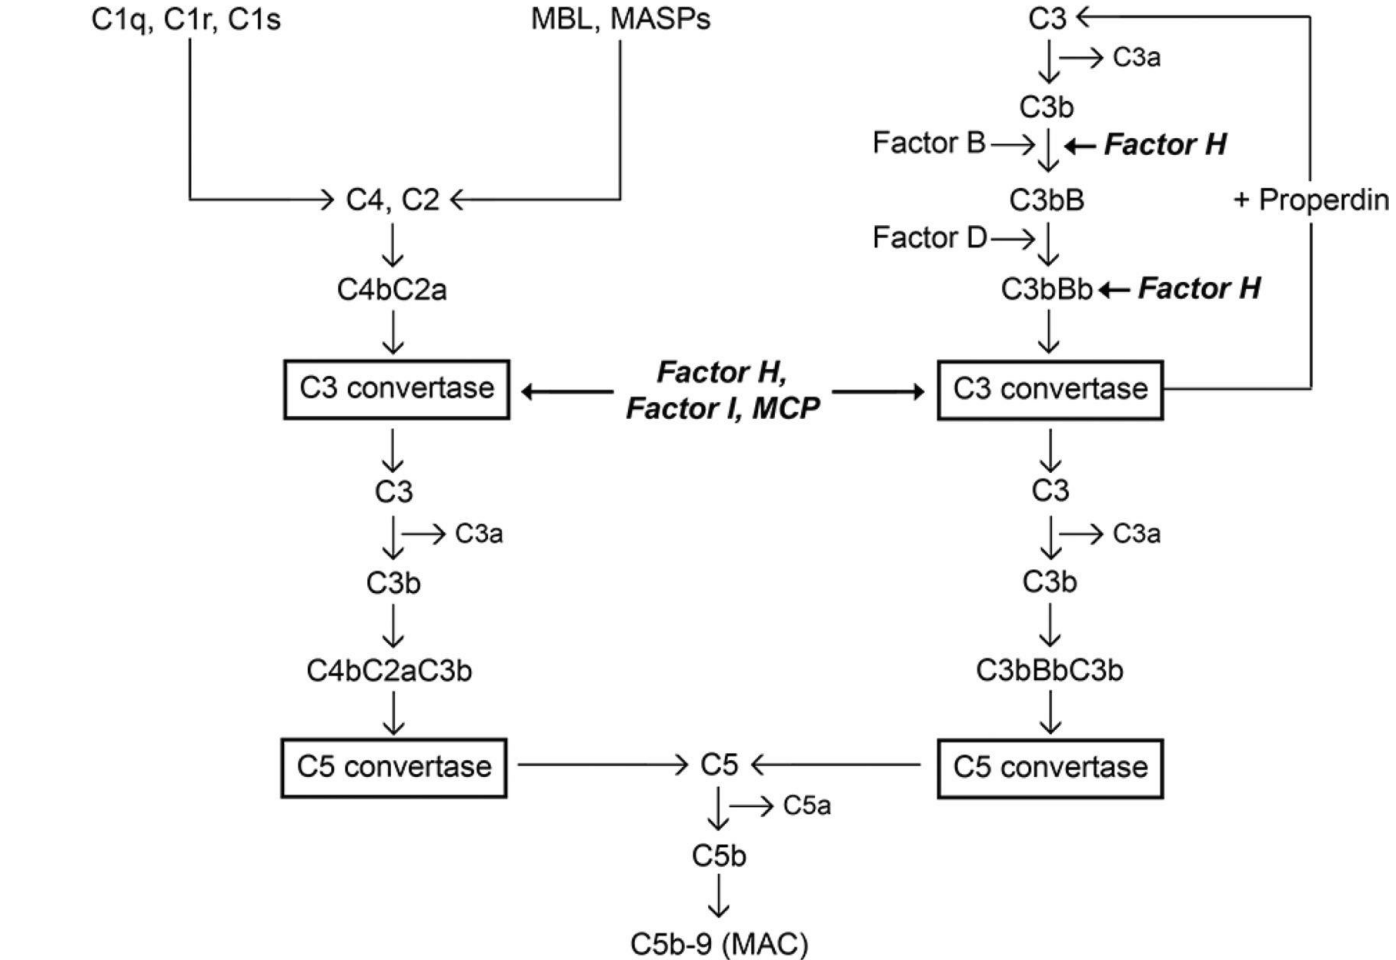 C1q, C1r, C1s
MBL, MASPs
C3
C3a
C3b
Factor B
Factor H
C4, C2
C3bB
+ Properdin
Factor D
C4bC2a
C3bBb
Factor H
C3 convertase
Factor H,
Factor I, MCP
C3 convertase
C3
C3
C3a
C3a
C3b
C3b
C4bC2aC3b
C3bBbC3b
C5 convertase
C5
C5 convertase
C5a
C5b
C5b-9 (MAC)